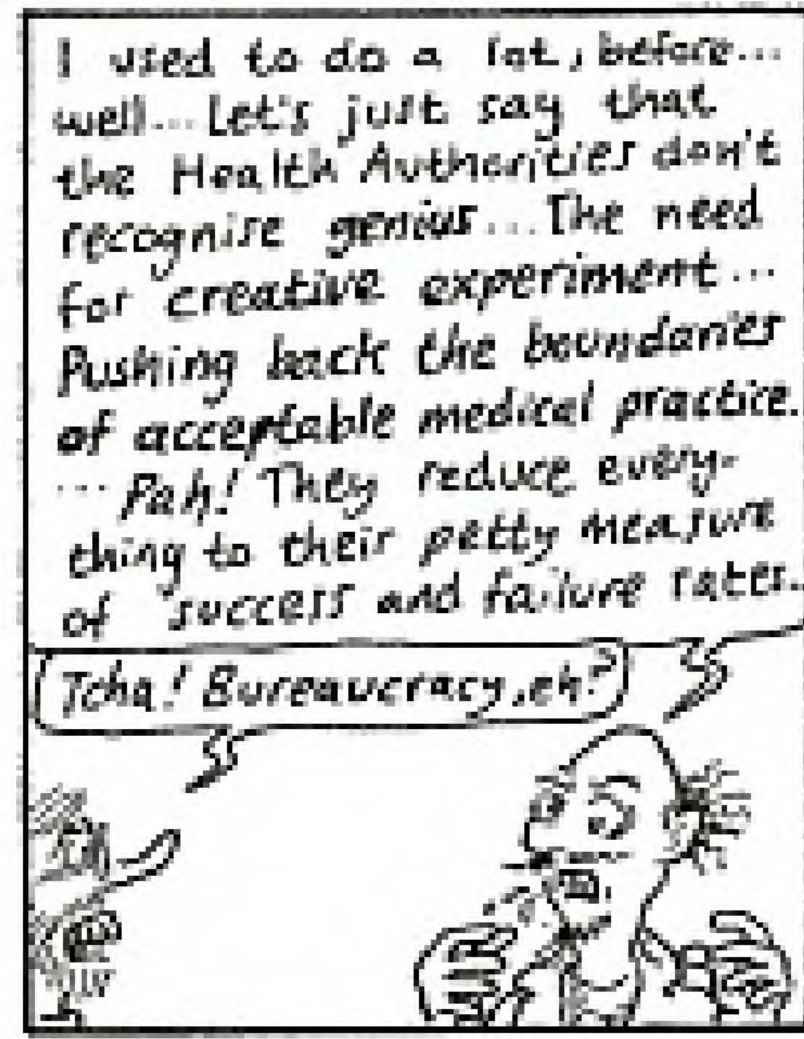 I used to do a lot, before...
well... Let's just say that
the Health Authorities don't
recognise genius... The need
for creative experiment...
Pushing back the boundaries
of acceptable medical practice.
... Pah! They reduce every-
thing to their petty measure
of success and failure rates.
Tcha! Bureaucracy, eh?